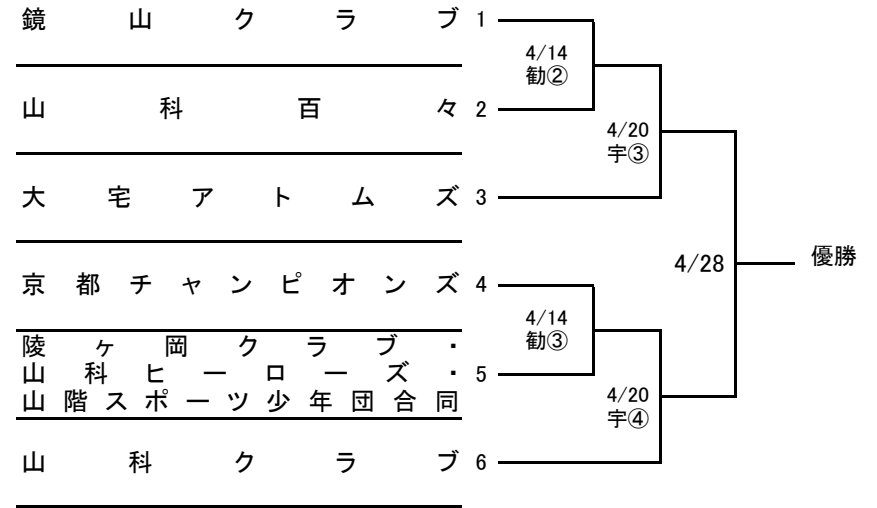 鏡山クラブ 1
4/14
勧②
山科百々 2
4/20
宇③
大宅アトムズ 3
4/28
優勝
京都チャンピオンズ 4
4/14
勧③
陵ヶ岡クラブ・
山科ヒーローズ・ 5
山階スポーツ少年団合同
4/20
宇④
山科クラブ 6